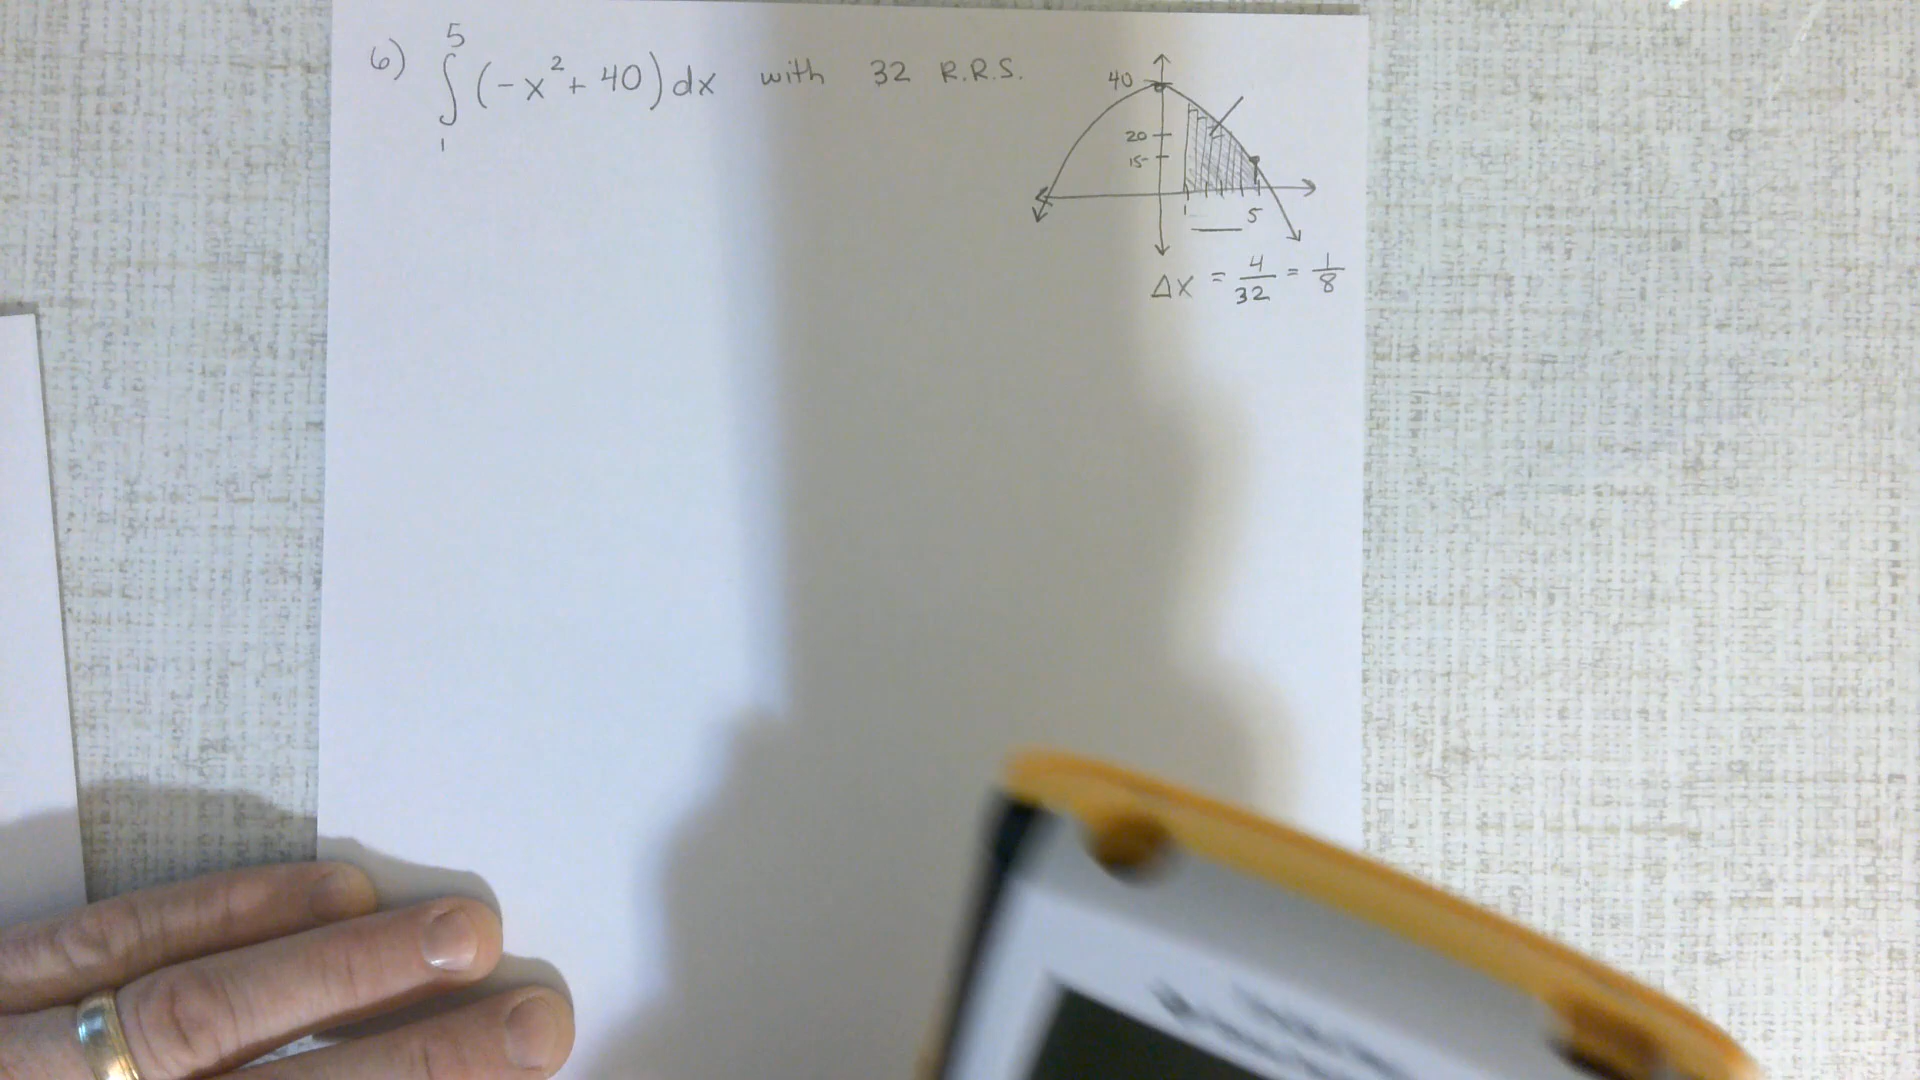 6) ∫₁⁵ (-x² + 40) dx with 32 R.R.S.
40
20
15
1 5
Δx = 4/32 = 1/8